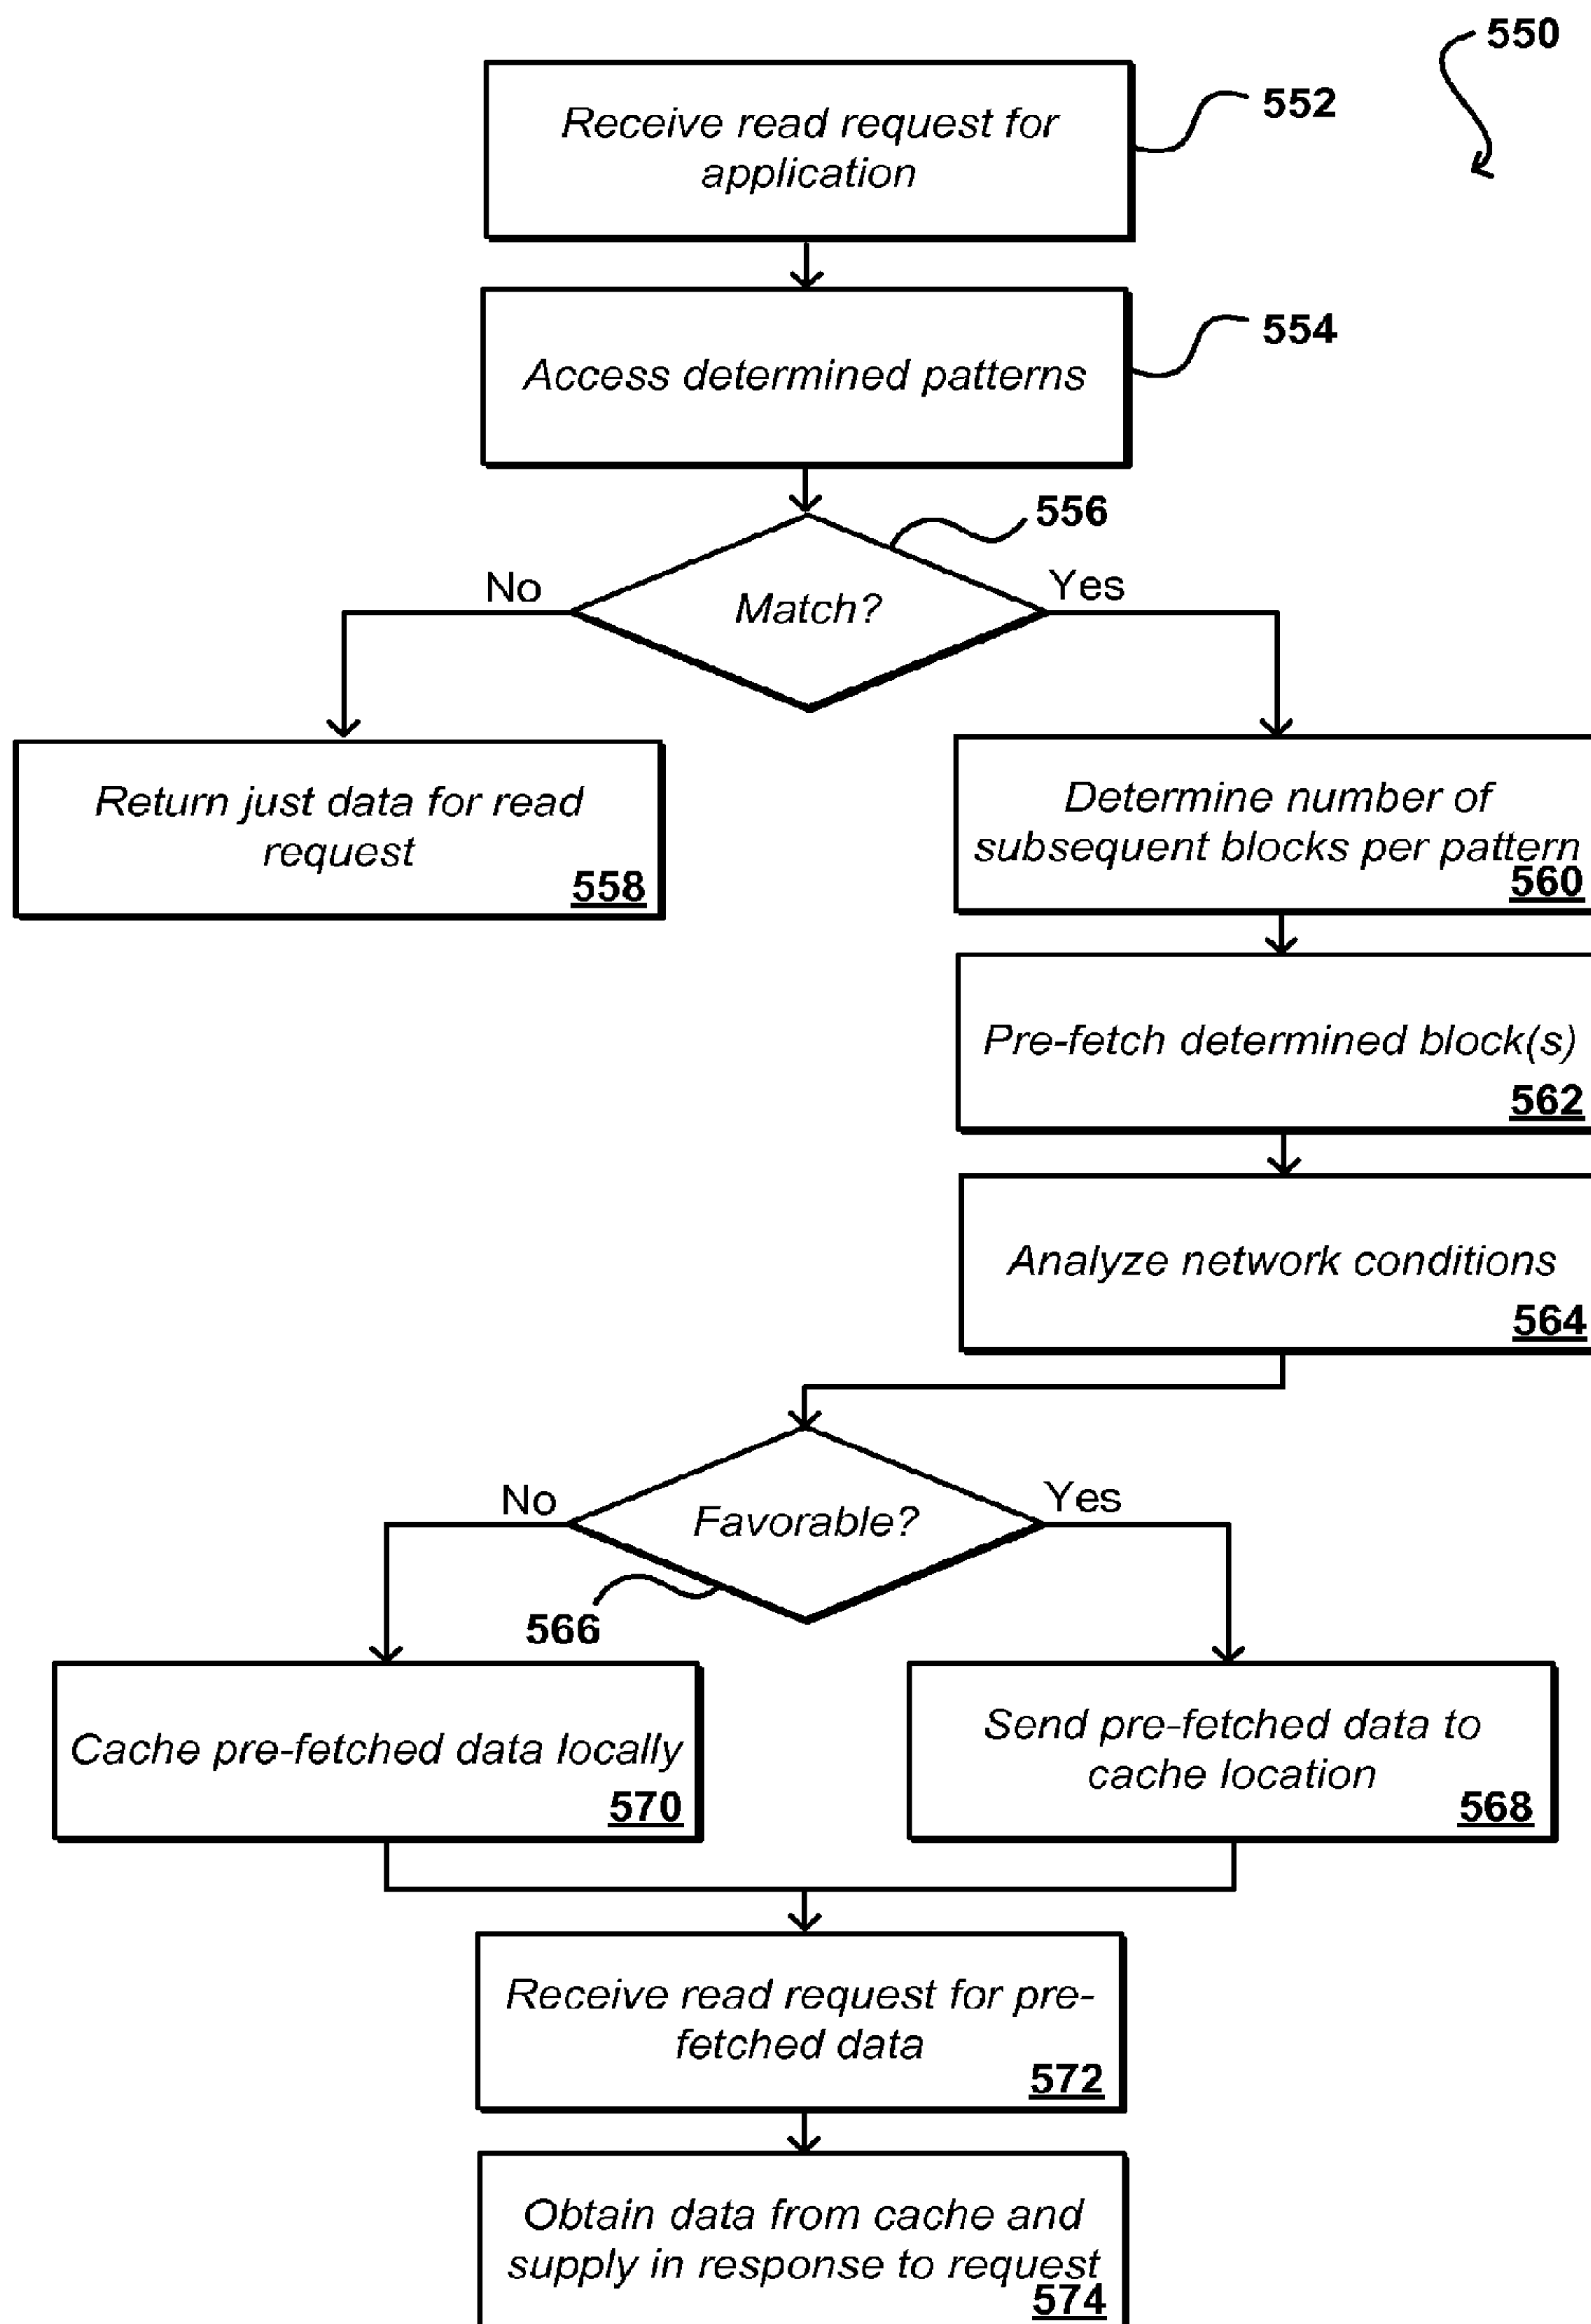 550
Receive read request for
application
552
Access determined patterns
554
556
No
Yes
Match?
Return just data for read
request
558
Determine number of
subsequent blocks per pattern
560
Pre-fetch determined block(s)
562
Analyze network conditions
564
No
Yes
Favorable?
566
Cache pre-fetched data locally
570
Send pre-fetched data to
cache location
568
Receive read request for pre-
fetched data
572
Obtain data from cache and
supply in response to request
574